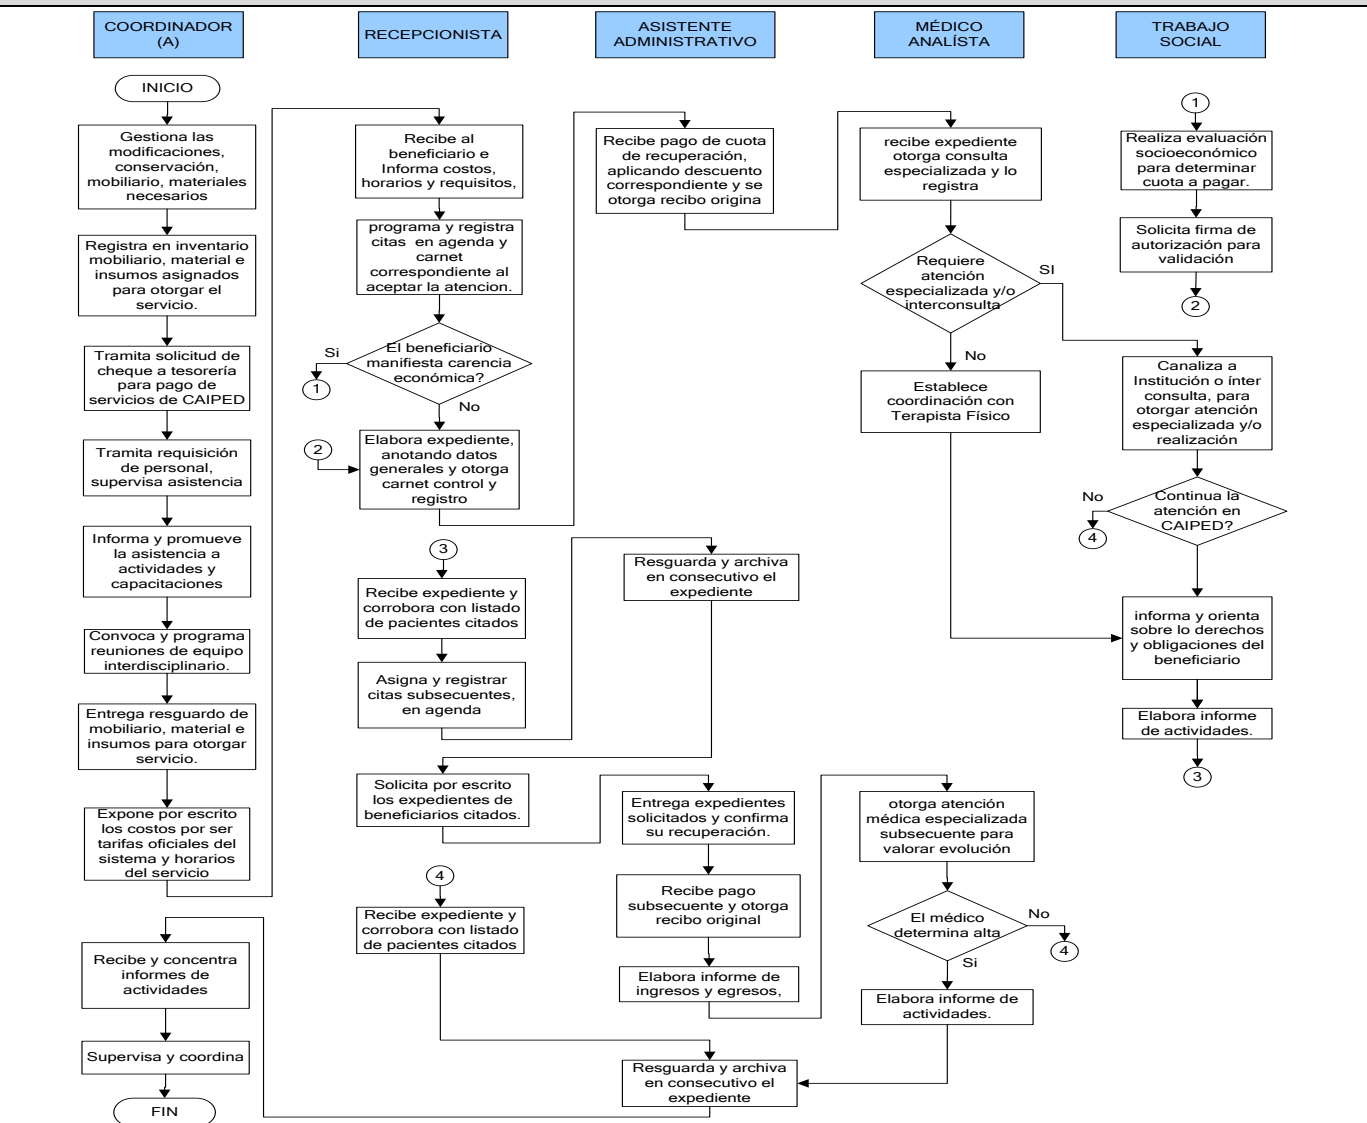 COORDINADOR
(A)
RECEPCIONISTA
ASISTENTE
ADMINISTRATIVO
MÉDICO
ANALÍSTA
TRABAJO
SOCIAL
INICIO
Gestiona las
modificaciones,
conservación,
mobiliario, materiales
necesarios
Registra en inventario
mobiliario, material e
insumos asignados
para otorgar el
servicio.
Tramita solicitud de
cheque a tesorería
para pago de
servicios de CAIPED
Tramita requisición
de personal,
supervisa asistencia
Informa y promueve
la asistencia a
actividades y
capacitaciones
Convoca y programa
reuniones de equipo
interdisciplinario.
Entrega resguardo de
mobiliario, material e
insumos para otorgar
servicio.
Expone por escrito
los costos por ser
tarifas oficiales del
sistema y horarios
del servicio
Recibe y concentra
informes de
actividades
Supervisa y coordina
FIN
Recibe al
beneficiario e
Informa costos,
horarios y requisitos,
programa y registra
citas en agenda y
carnet
correspondiente al
aceptar la atencion.
El beneficiario
manifiesta carencia
económica?
Si
1
No
2
Elabora expediente,
anotando datos
generales y otorga
carnet control y
registro
3
Recibe expediente y
corrobora con listado
de pacientes citados
Asigna y registrar
citas subsecuentes,
en agenda
Solicita por escrito
los expedientes de
beneficiarios citados.
4
Recibe expediente y
corrobora con listado
de pacientes citados
Recibe pago de cuota
de recuperación,
aplicando descuento
correspondiente y se
otorga recibo origina
Resguarda y archiva
en consecutivo el
expediente
Entrega expedientes
solicitados y confirma
su recuperación.
Recibe pago
subsecuente y otorga
recibo original
Elabora informe de
ingresos y egresos,
Resguarda y archiva
en consecutivo el
expediente
recibe expediente
otorga consulta
especializada y lo
registra
Requiere
atención
especializada y/o
interconsulta
SI
No
Establece
coordinación con
Terapista Físico
otorga atención
médica especializada
subsecuente para
valorar evolución
El médico
determina alta
No
4
Si
Elabora informe de
actividades.
1
Realiza evaluación
socioeconómico
para determinar
cuota a pagar.
Solicita firma de
autorización para
validación
2
Canaliza a
Institución o ínter
consulta, para
otorgar atención
especializada y/o
realización
Continua la
atención en
CAIPED?
No
4
informa y orienta
sobre lo derechos
y obligaciones del
beneficiario
Elabora informe
de actividades.
3